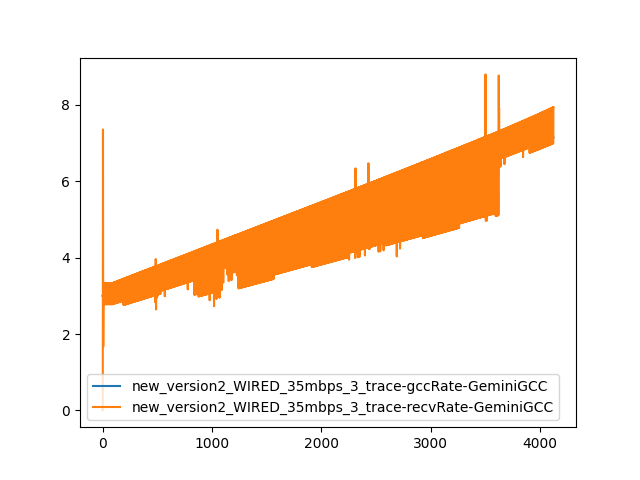 8
6
4
2
0
new_version2_WIRED_35mbps_3_trace-gccRate-GeminiGCC
new_version2_WIRED_35mbps_3_trace-recvRate-GeminiGCC
0 1000 2000 3000 4000